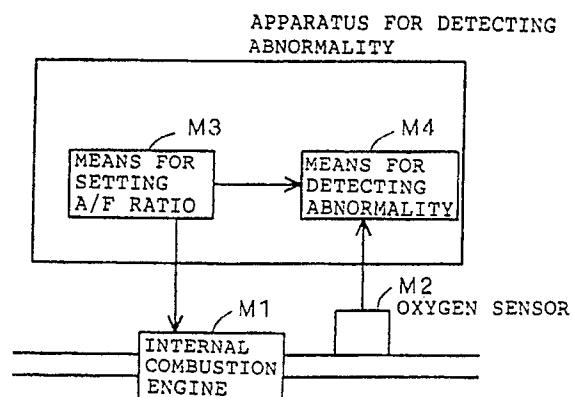 APPARATUS FOR DETECTING
ABNORMALITY
M3
MEANS FOR
SETTING
A/F RATIO
M4
MEANS FOR
DETECTING
ABNORMALITY
M2
OXYGEN SENSOR
M1
INTERNAL
COMBUSTION
ENGINE